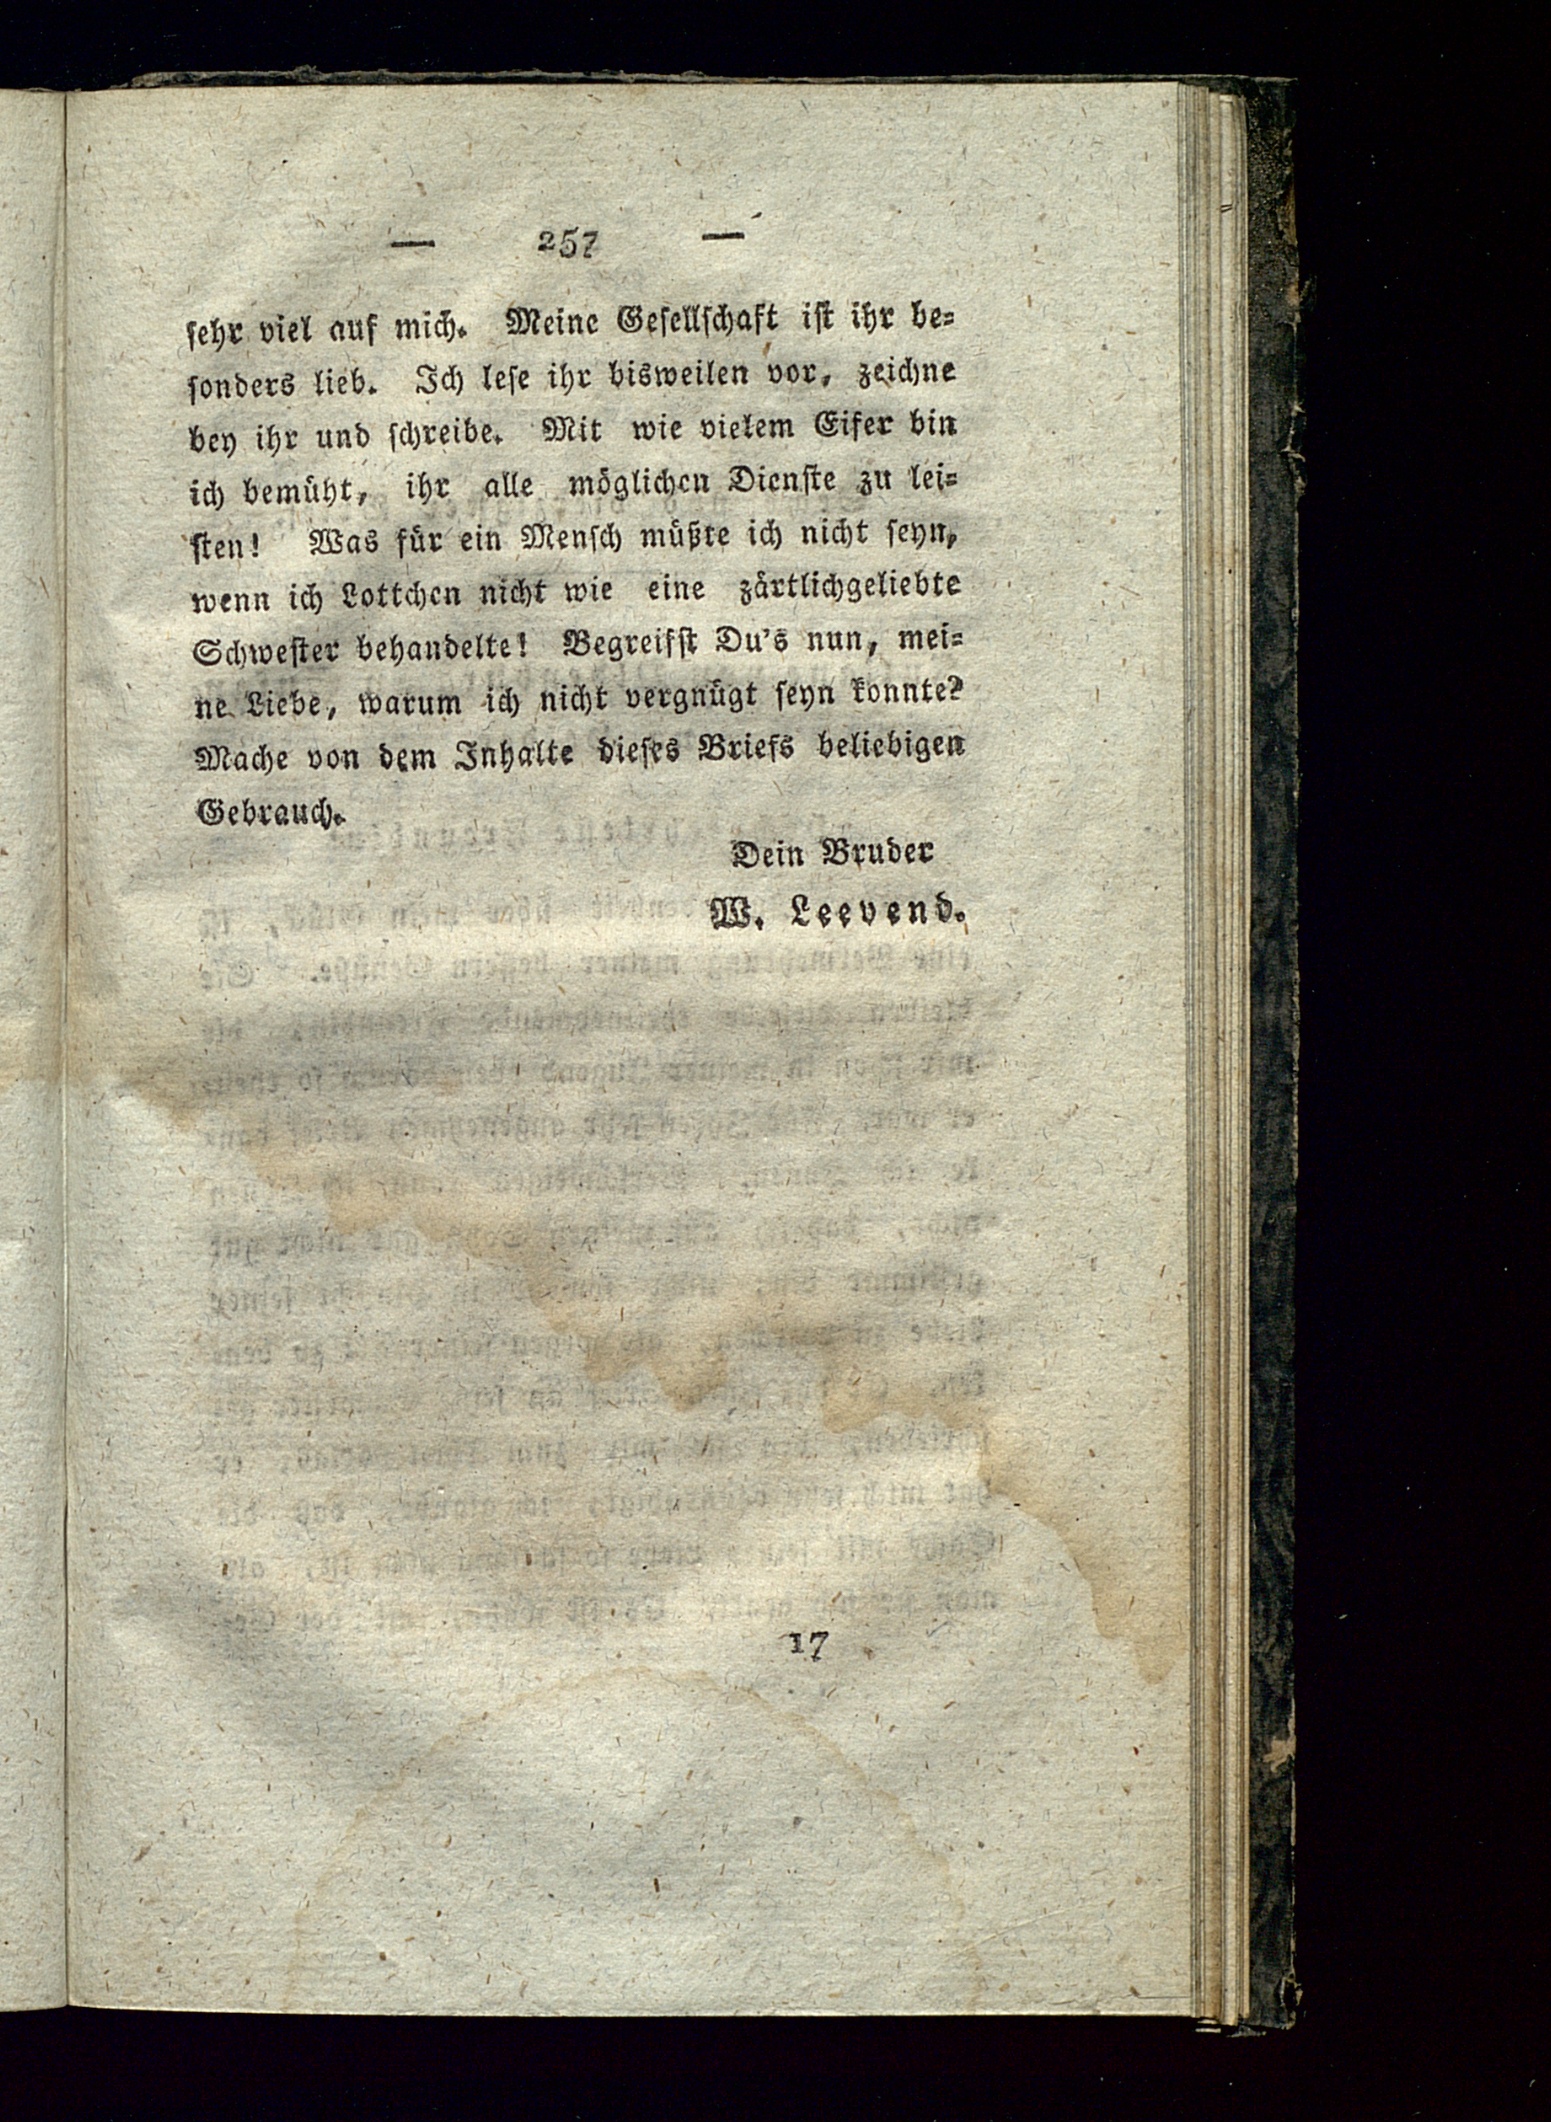 — 257 —
sehr viel auf mich. Meine Gesellschaft ist ihr be-
sonders lieb. Ich lese ihr bisweilen vor, zeichne
bey ihr und schreibe. Mit wie vielem Eifer bin
ich bemüht, ihr alle möglichen Dienste zu lei-
sten! Was für ein Mensch müßte ich nicht seyn,
wenn ich Lottchen nicht wie eine zärtlichgeliebte
Schwester behandelte! Begreifst Du's nun, mei-
ne Liebe, warum ich nicht vergnügt seyn konnte?
Mache von dem Inhalte dieses Briefs beliebigen
Gebrauch.
Dein Bruder
W. Leevend.
17